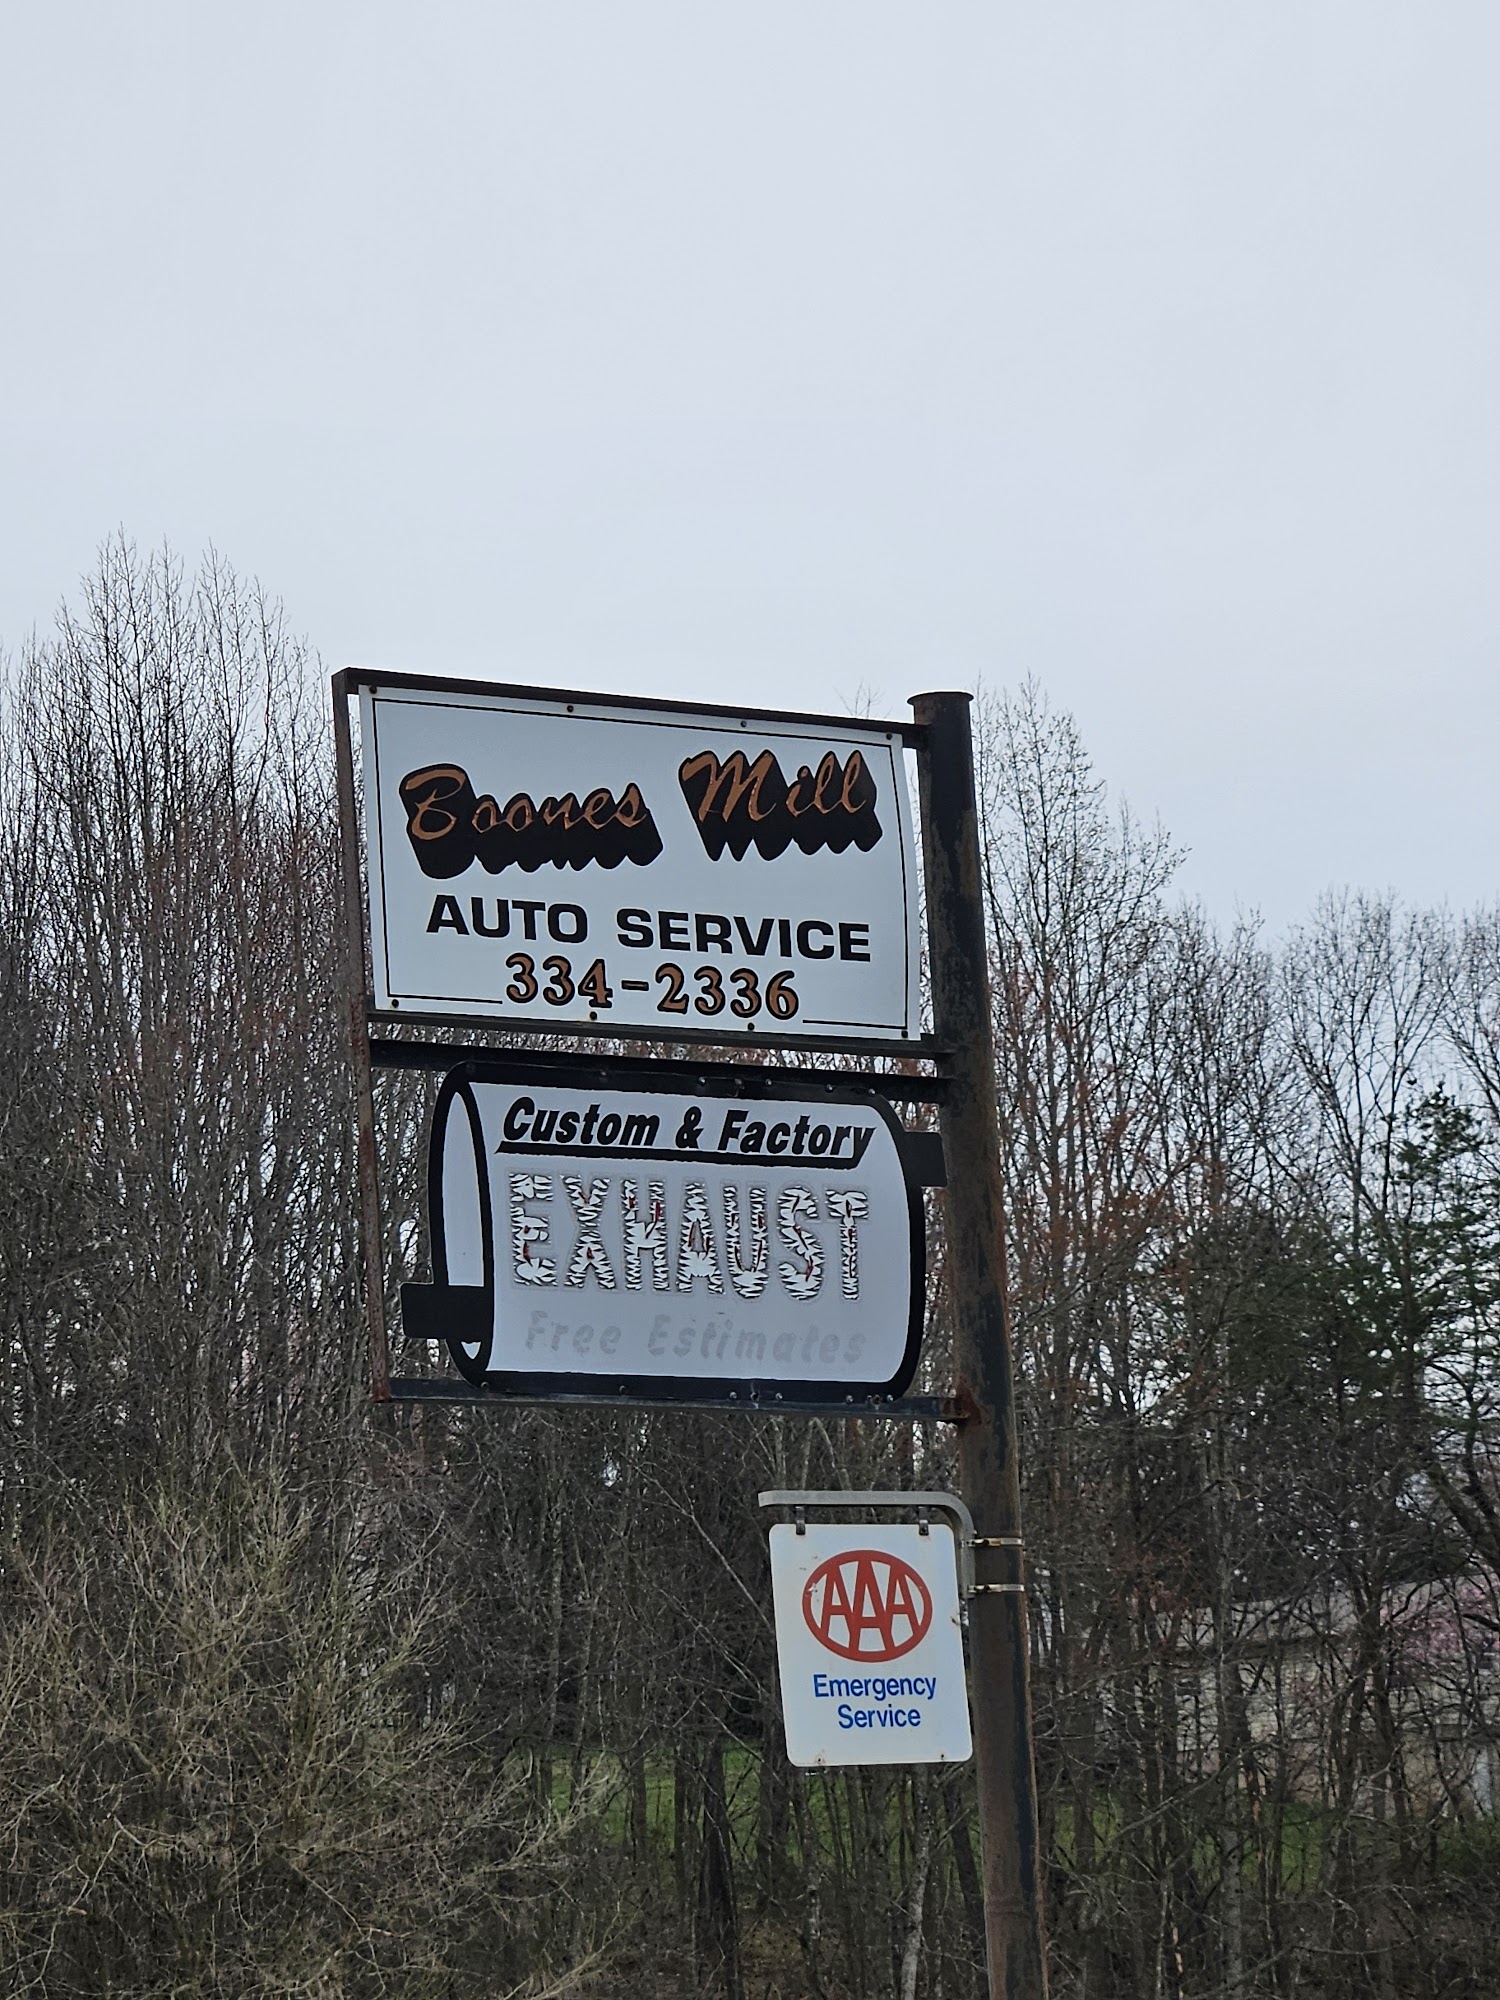 Boones Mill
AUTO SERVICE
334-2336
Custom & Factory
EXHAUST
Free Estimates
AAA
Emergency
Service